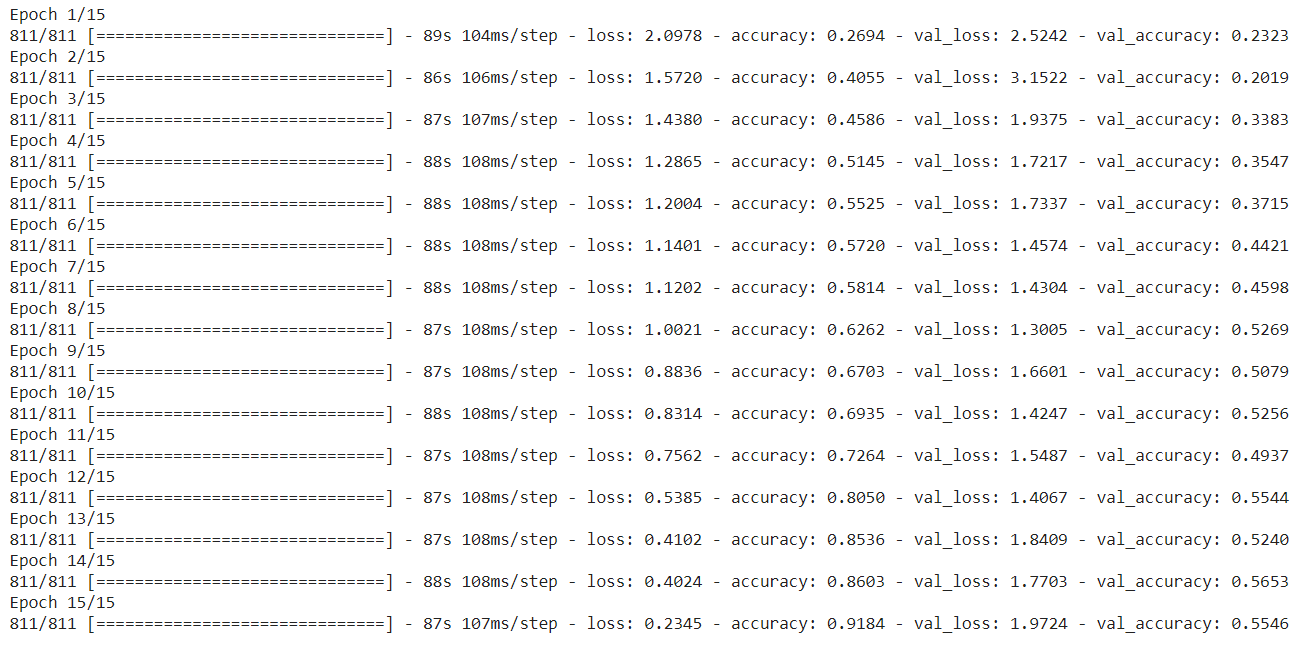 Epoch 1/15
811/811 [==============================] - 89s 104ms/step - loss: 2.0978 - accuracy: 0.2694 - val_loss: 2.5242 - val_accuracy: 0.2323
Epoch 2/15
811/811 [==============================] - 86s 106ms/step - loss: 1.5720 - accuracy: 0.4055 - val_loss: 3.1522 - val_accuracy: 0.2019
Epoch 3/15
811/811 [==============================] - 87s 107ms/step - loss: 1.4380 - accuracy: 0.4586 - val_loss: 1.9375 - val_accuracy: 0.3383
Epoch 4/15
811/811 [==============================] - 88s 108ms/step - loss: 1.2865 - accuracy: 0.5145 - val_loss: 1.7217 - val_accuracy: 0.3547
Epoch 5/15
811/811 [==============================] - 88s 108ms/step - loss: 1.2004 - accuracy: 0.5525 - val_loss: 1.7337 - val_accuracy: 0.3715
Epoch 6/15
811/811 [==============================] - 88s 108ms/step - loss: 1.1401 - accuracy: 0.5720 - val_loss: 1.4574 - val_accuracy: 0.4421
Epoch 7/15
811/811 [==============================] - 88s 108ms/step - loss: 1.1202 - accuracy: 0.5814 - val_loss: 1.4304 - val_accuracy: 0.4598
Epoch 8/15
811/811 [==============================] - 87s 108ms/step - loss: 1.0021 - accuracy: 0.6262 - val_loss: 1.3005 - val_accuracy: 0.5269
Epoch 9/15
811/811 [==============================] - 87s 108ms/step - loss: 0.8836 - accuracy: 0.6703 - val_loss: 1.6601 - val_accuracy: 0.5079
Epoch 10/15
811/811 [==============================] - 88s 108ms/step - loss: 0.8314 - accuracy: 0.6935 - val_loss: 1.4247 - val_accuracy: 0.5256
Epoch 11/15
811/811 [==============================] - 87s 108ms/step - loss: 0.7562 - accuracy: 0.7264 - val_loss: 1.5487 - val_accuracy: 0.4937
Epoch 12/15
811/811 [==============================] - 87s 108ms/step - loss: 0.5385 - accuracy: 0.8050 - val_loss: 1.4067 - val_accuracy: 0.5544
Epoch 13/15
811/811 [==============================] - 87s 108ms/step - loss: 0.4102 - accuracy: 0.8536 - val_loss: 1.8409 - val_accuracy: 0.5240
Epoch 14/15
811/811 [==============================] - 88s 108ms/step - loss: 0.4024 - accuracy: 0.8603 - val_loss: 1.7703 - val_accuracy: 0.5653
Epoch 15/15
811/811 [==============================] - 87s 107ms/step - loss: 0.2345 - accuracy: 0.9184 - val_loss: 1.9724 - val_accuracy: 0.5546